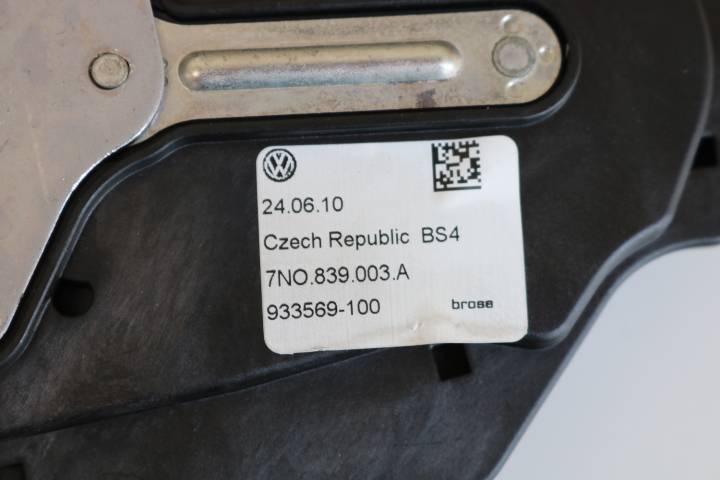 24.06.10
Czech Republic BS4
7NO.839.003.A
933569-100 brose